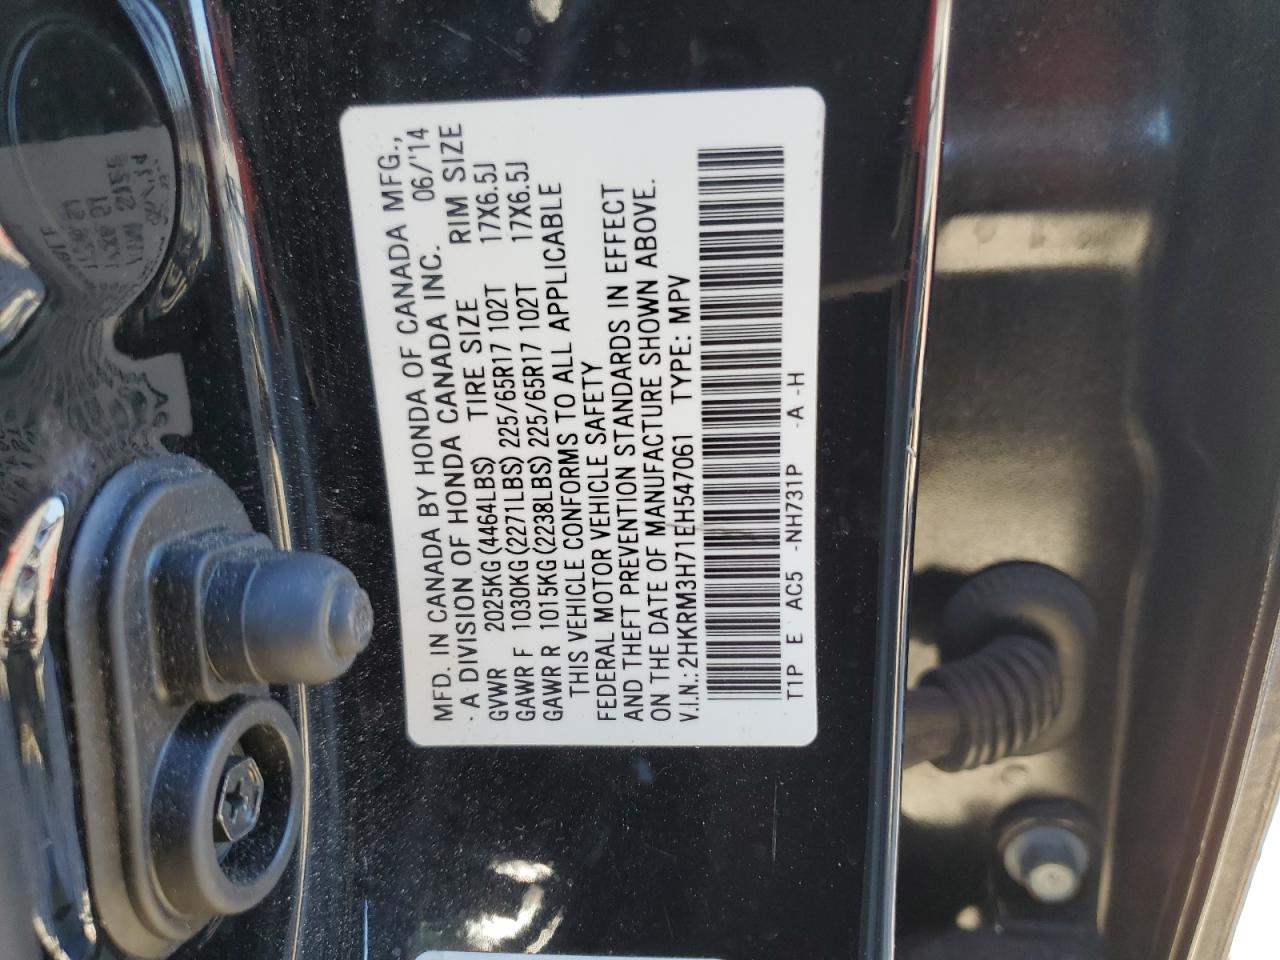 MFD. IN CANADA BY HONDA OF CANADA MFG.,
- A DIVISION OF HONDA CANADA INC. 06/'14
GVWR 2025KG (4464LBS) TIRE SIZE RIM SIZE
GAWR F 1030KG (2271LBS) 225/65R17 102T 17X6.5J
GAWR R 1015KG (2238LBS) 225/65R17 102T 17X6.5J
THIS VEHICLE CONFORMS TO ALL APPLICABLE
FEDERAL MOTOR VEHICLE SAFETY
AND THEFT PREVENTION STANDARDS IN EFFECT
ON THE DATE OF MANUFACTURE SHOWN ABOVE.
V.I.N.: 2HKRM3H71EH547061 TYPE: MPV
T1P E AC5 -NH731P -A -H